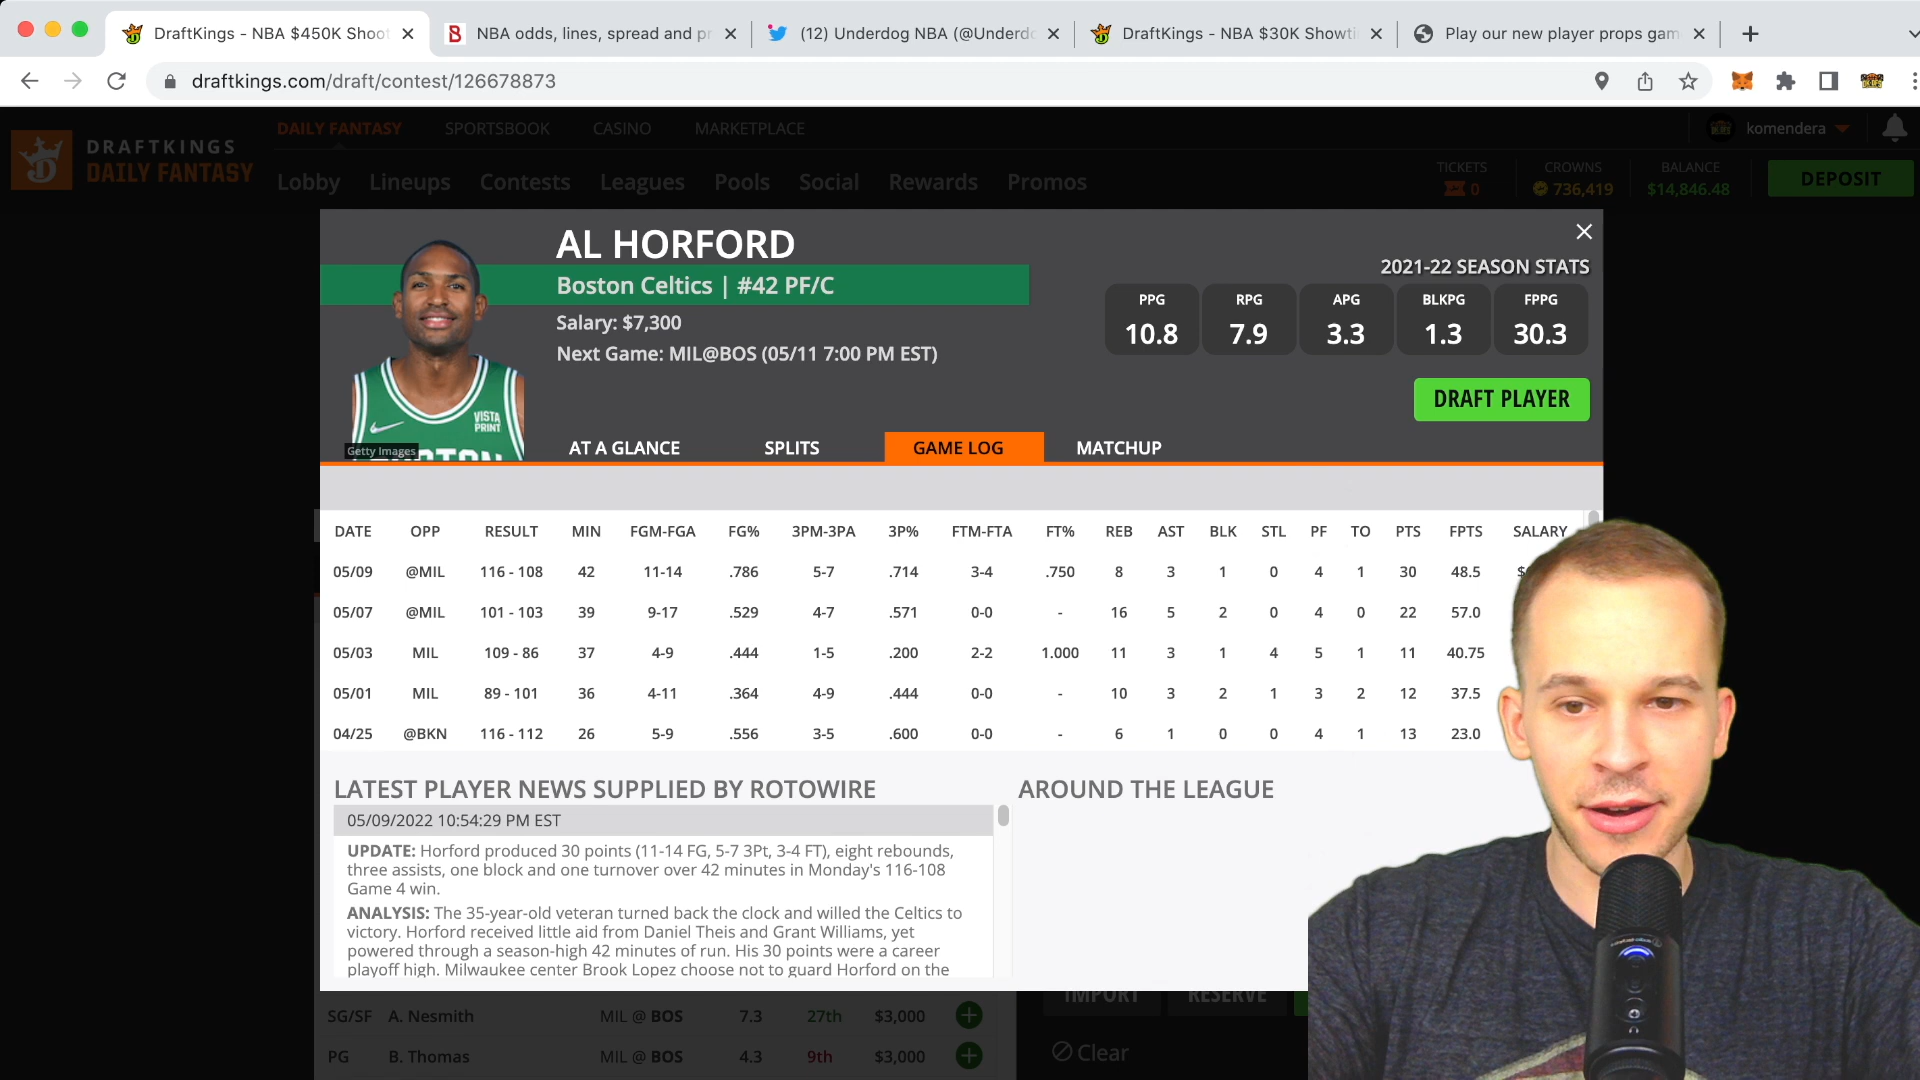 DraftKings - NBA $450K Shoot
NBA odds, lines, spread and pr
(12) Underdog NBA (@Underdo
DraftKings - NBA $30K Showti
Play our new player props gam
draftkings.com/draft/contest/126678873
DAILY FANTASY SPORTSBOOK CASINO MARKETPLACE
komendera
DRAFTKINGS
DAILY FANTASY
Lobby Lineups Contests Leagues Pools Social Rewards Promos
TICKETS
0
CROWNS
736,419
BALANCE
$14,846.48
DEPOSIT
AL HORFORD
Boston Celtics | #42 PF/C
Salary: $7,300
Next Game: MIL@BOS (05/11 7:00 PM EST)
2021-22 SEASON STATS
PPG RPG APG BLKPG FPPG
10.8 7.9 3.3 1.3 30.3
DRAFT PLAYER
VISTA
PRINT
Getty Images
AT A GLANCE SPLITS GAME LOG MATCHUP
DATE OPP RESULT MIN FGM-FGA FG% 3PM-3PA 3P% FTM-FTA FT% REB AST BLK STL PF TO PTS FPTS SALARY
05/09 @MIL 116 - 108 42 11-14 .786 5-7 .714 3-4 .750 8 3 1 0 4 1 30 48.5 $
05/07 @MIL 101 - 103 39 9-17 .529 4-7 .571 0-0 - 16 5 2 0 4 0 22 57.0
05/03 MIL 109 - 86 37 4-9 .444 1-5 .200 2-2 1.000 11 3 1 4 5 1 11 40.75
05/01 MIL 89 - 101 36 4-11 .364 4-9 .444 0-0 - 10 3 2 1 3 2 12 37.5
04/25 @BKN 116 - 112 26 5-9 .556 3-5 .600 0-0 - 6 1 0 0 4 1 13 23.0
LATEST PLAYER NEWS SUPPLIED BY ROTOWIRE
AROUND THE LEAGUE
05/09/2022 10:54:29 PM EST
UPDATE: Horford produced 30 points (11-14 FG, 5-7 3Pt, 3-4 FT), eight rebounds,
three assists, one block and one turnover over 42 minutes in Monday's 116-108
Game 4 win.
ANALYSIS: The 35-year-old veteran turned back the clock and willed the Celtics to
victory. Horford received little aid from Daniel Theis and Grant Williams, yet
powered through a season-high 42 minutes of run. His 30 points were a career
playoff high. Milwaukee center Brook Lopez choose not to guard Horford on the
IMPORT RESERVE
SG/SF A. Nesmith MIL @ BOS 7.3 27th $3,000
PG B. Thomas MIL @ BOS 4.3 9th $3,000
Clear